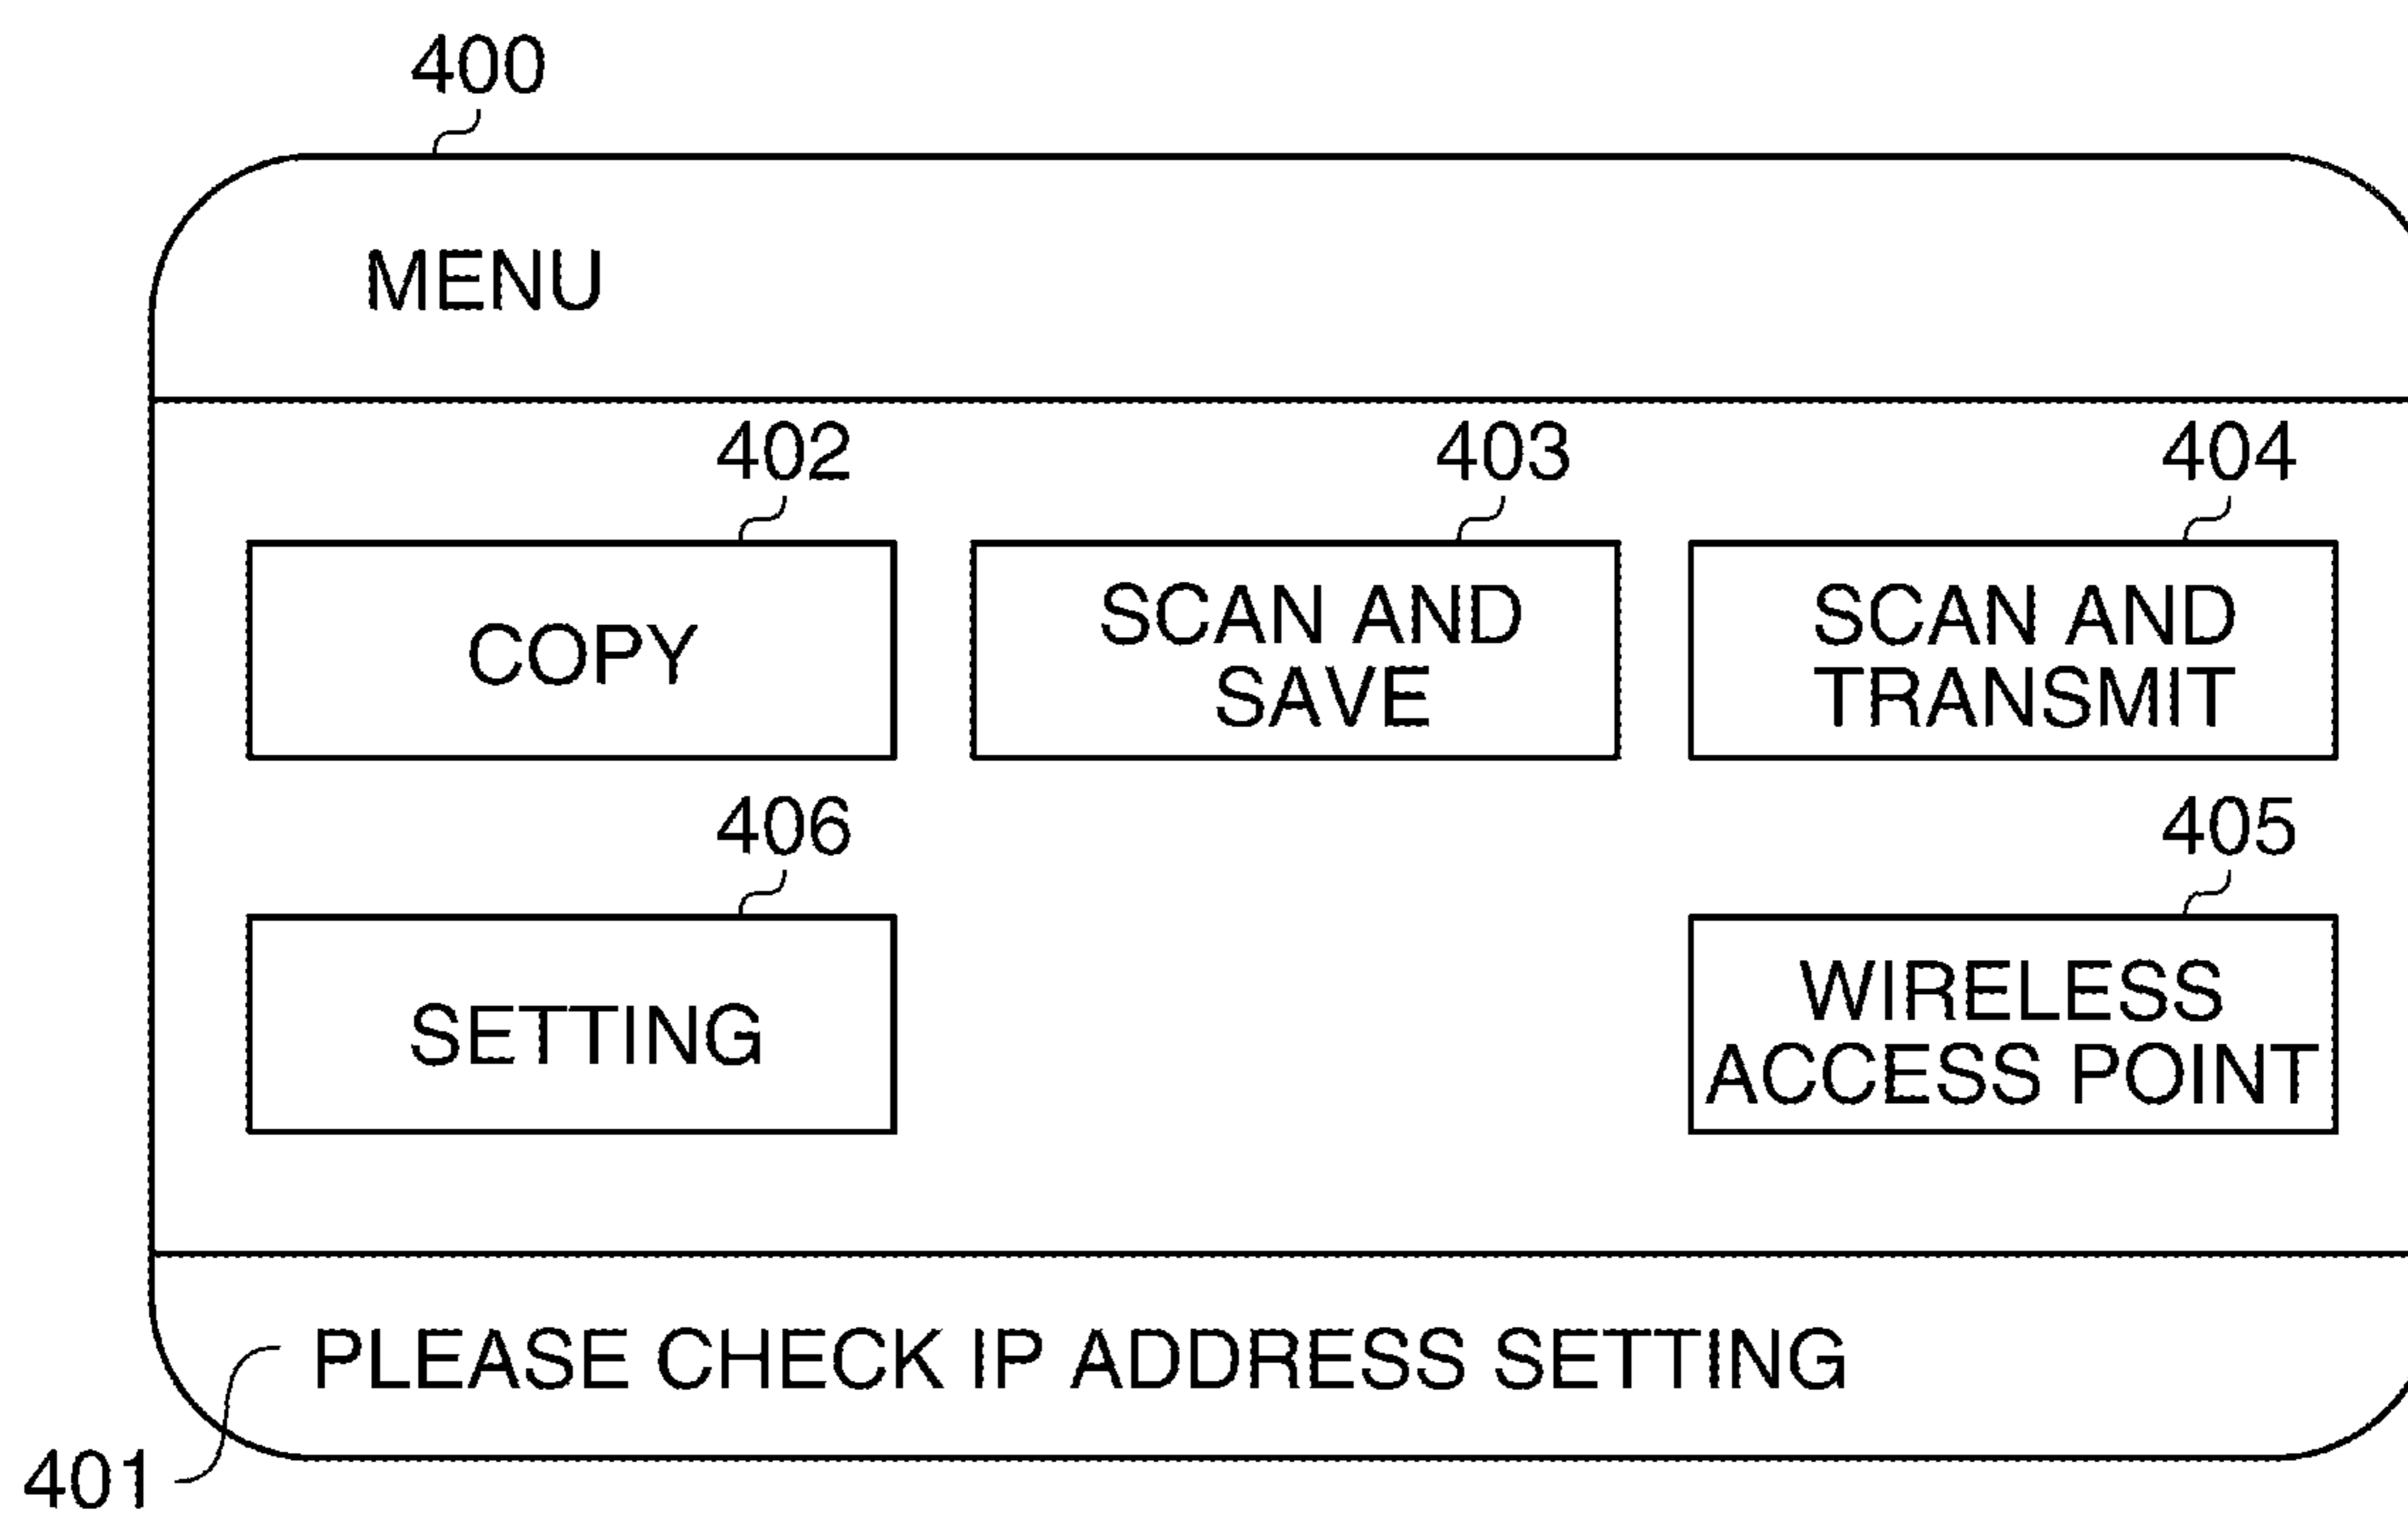 400
MENU
402
403
404
COPY
SCAN AND
SAVE
SCAN AND
TRANSMIT
406
405
SETTING
WIRELESS
ACCESS POINT
PLEASE CHECK IP ADDRESS SETTING
401